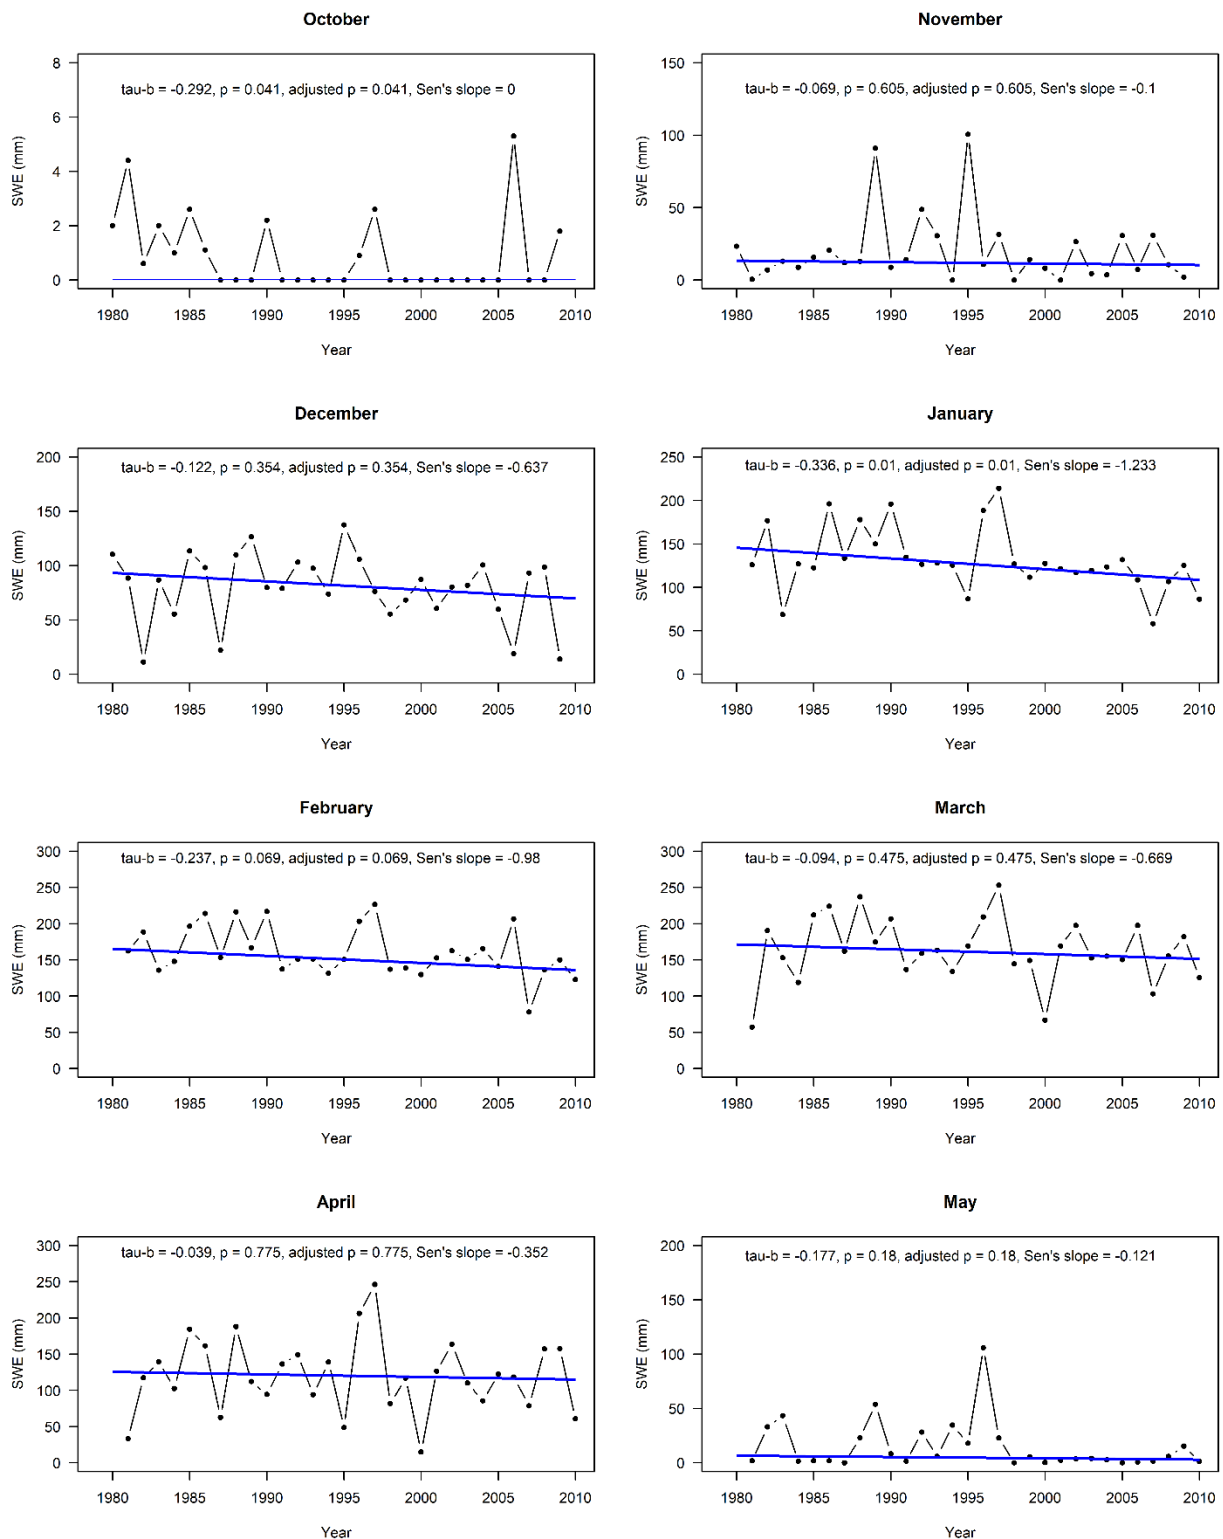 October
tau-b = -0.292, p = 0.041, adjusted p = 0.041, Sen's slope = 0
SWE (mm)
8
6
4
2
0
1980 1985 1990 1995 2000 2005 2010
Year
November
tau-b = -0.069, p = 0.605, adjusted p = 0.605, Sen's slope = -0.1
SWE (mm)
150
100
50
0
1980 1985 1990 1995 2000 2005 2010
Year
December
tau-b = -0.122, p = 0.354, adjusted p = 0.354, Sen's slope = -0.637
SWE (mm)
200
150
100
50
0
1980 1985 1990 1995 2000 2005 2010
Year
January
tau-b = -0.336, p = 0.01, adjusted p = 0.01, Sen's slope = -1.233
SWE (mm)
250
200
150
100
50
0
1980 1985 1990 1995 2000 2005 2010
Year
February
tau-b = -0.237, p = 0.069, adjusted p = 0.069, Sen's slope = -0.98
SWE (mm)
300
250
200
150
100
50
0
1980 1985 1990 1995 2000 2005 2010
Year
March
tau-b = -0.094, p = 0.475, adjusted p = 0.475, Sen's slope = -0.669
SWE (mm)
300
250
200
150
100
50
0
1980 1985 1990 1995 2000 2005 2010
Year
April
tau-b = -0.039, p = 0.775, adjusted p = 0.775, Sen's slope = -0.352
SWE (mm)
300
250
200
150
100
50
0
1980 1985 1990 1995 2000 2005 2010
Year
May
tau-b = -0.177, p = 0.18, adjusted p = 0.18, Sen's slope = -0.121
SWE (mm)
200
150
100
50
0
1980 1985 1990 1995 2000 2005 2010
Year